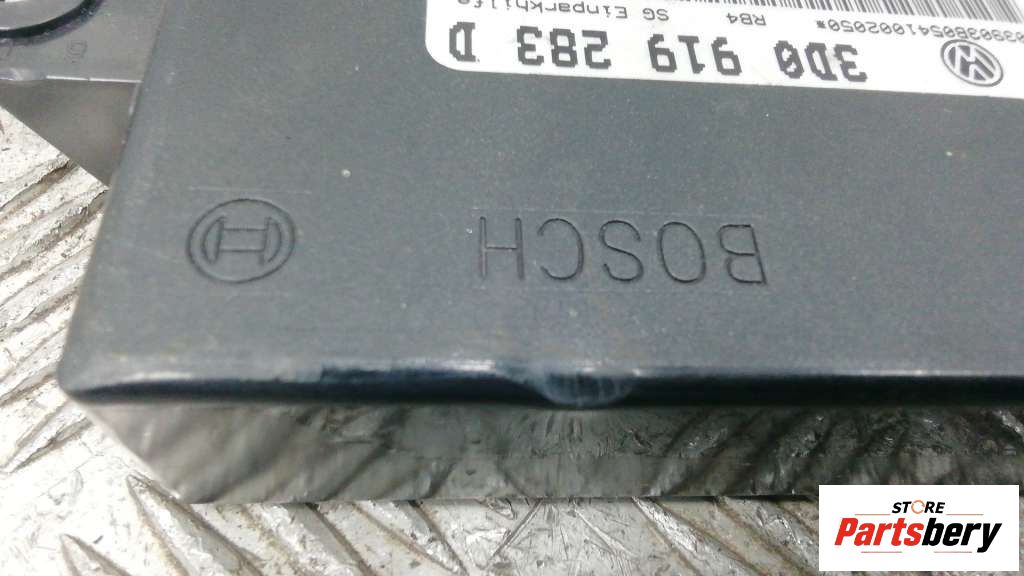 BOSCH
3D0 919 283 D
SG Einparkhilfe
RB4
STORE
Partsbery